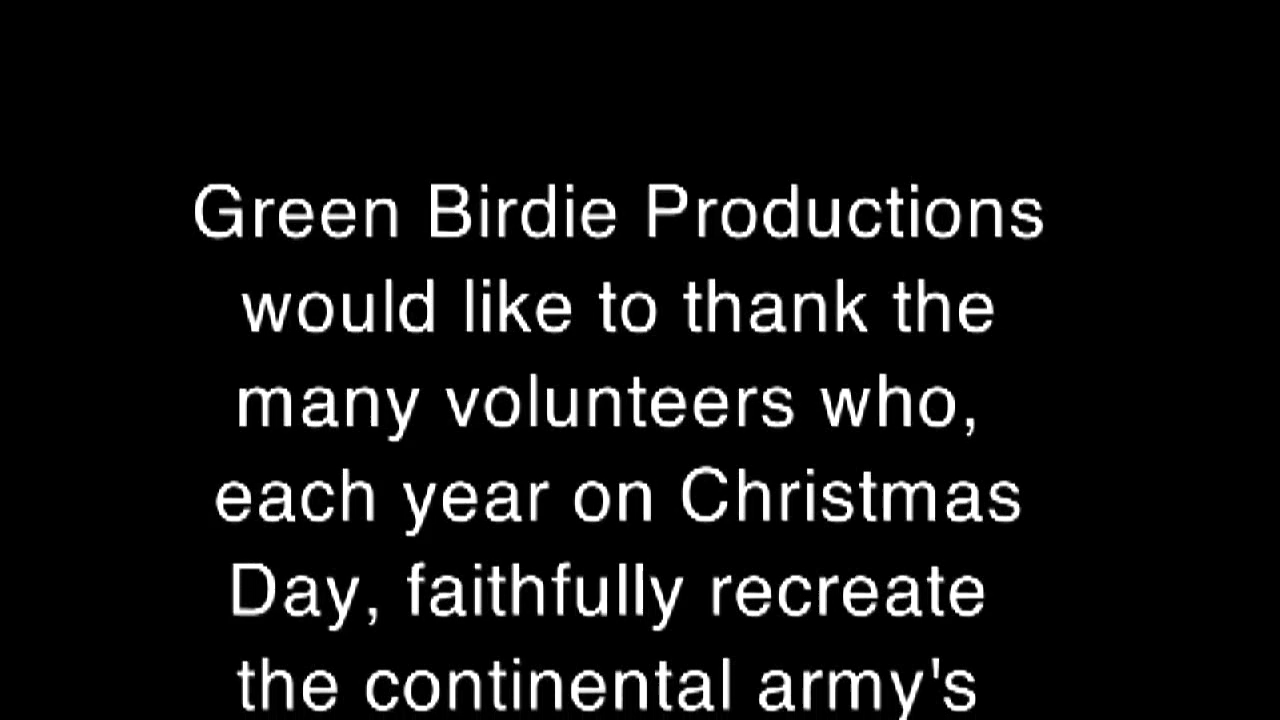 Green Birdie Productions
would like to thank the
many volunteers who,
each year on Christmas
Day, faithfully recreate
the continental army's